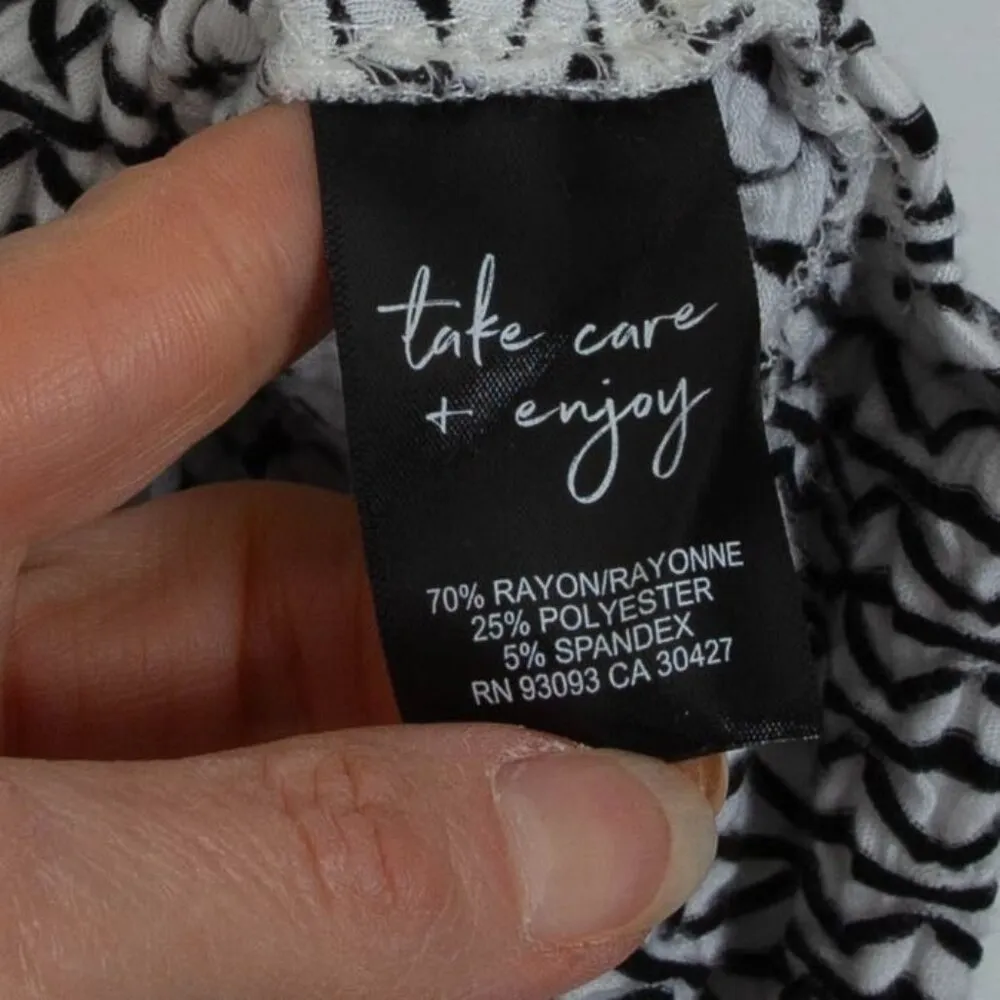 take care
+ enjoy
70% RAYON/RAYONNE
25% POLYESTER
5% SPANDEX
RN 93093 CA 30427